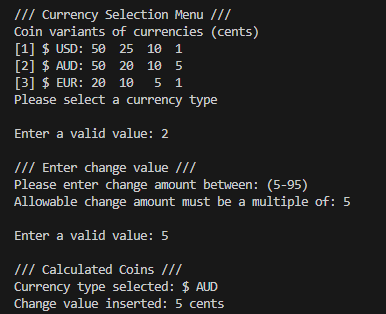 /// Currency Selection Menu ///
Coin variants of currencies (cents)
[1] $ USD: 50 25 10 1
[2] $ AUD: 50 20 10 5
[3] $ EUR: 20 10 5 1
Please select a currency type
Enter a valid value: 2
/// Enter change value ///
Please enter change amount between: (5-95)
Allowable change amount must be a multiple of: 5
Enter a valid value: 5
/// Calculated Coins ///
Currency type selected: $ AUD
Change value inserted: 5 cents